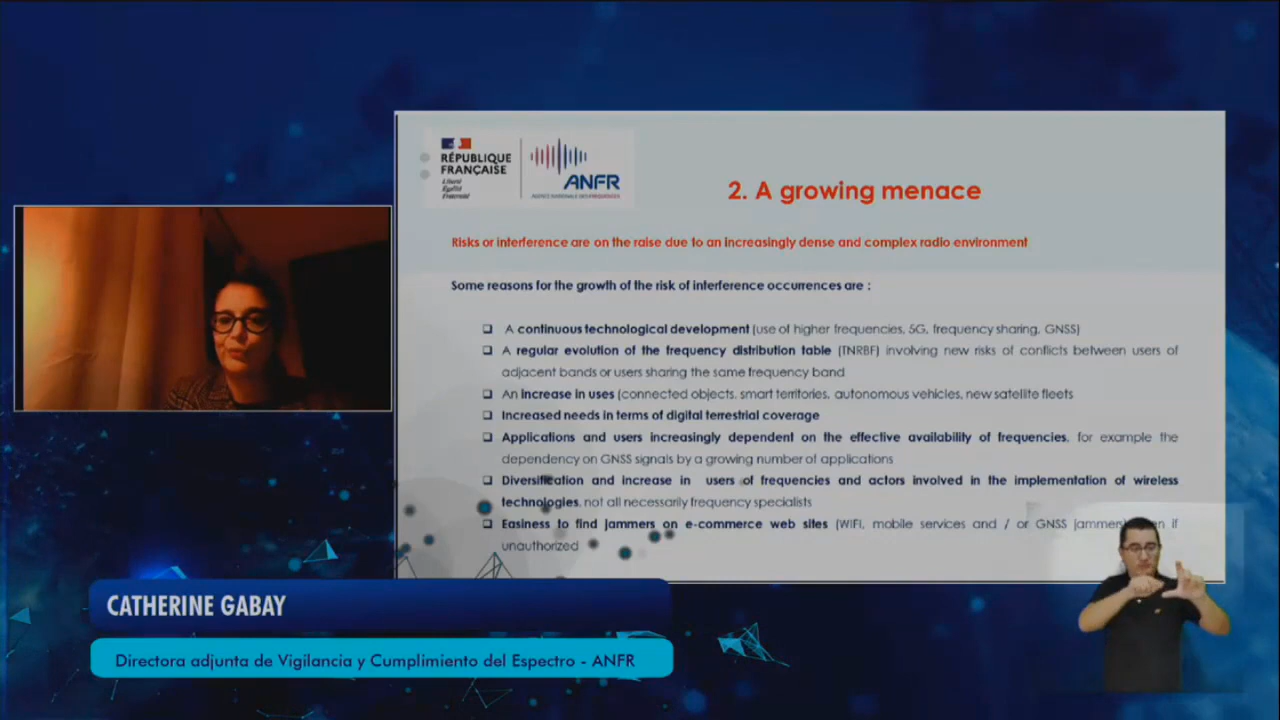 RÉPUBLIQUE
FRANÇAISE
Liberté
Égalité
Fraternité
ANFR
AGENCE NATIONALE DES FRÉQUENCES
2. A growing menace
Risks or interference are on the raise due to an increasingly dense and complex radio environment
Some reasons for the growth of the risk of interference occurrences are :
❑ A continuous technological development (use of higher frequencies, 5G, frequency sharing, GNSS)
❑ A regular evolution of the frequency distribution table (TNRBF) involving new risks of conflicts between users of
adjacent bands or users sharing the same frequency band
❑ An increase in uses (connected objects, smart territories, autonomous vehicles, new satellite fleets
❑ Increased needs in terms of digital terrestrial coverage
❑ Applications and users increasingly dependent on the effective availability of frequencies, for example the
dependency on GNSS signals by a growing number of applications
❑ Diversification and increase in users of frequencies and actors involved in the implementation of wireless
technologies, not all necessarily frequency specialists
❑ Easiness to find jammers on e-commerce web sites (WIFI, mobile services and / or GNSS jammers) if
unauthorized
CATHERINE GABAY
Directora adjunta de Vigilancia y Cumplimiento del Espectro - ANFR